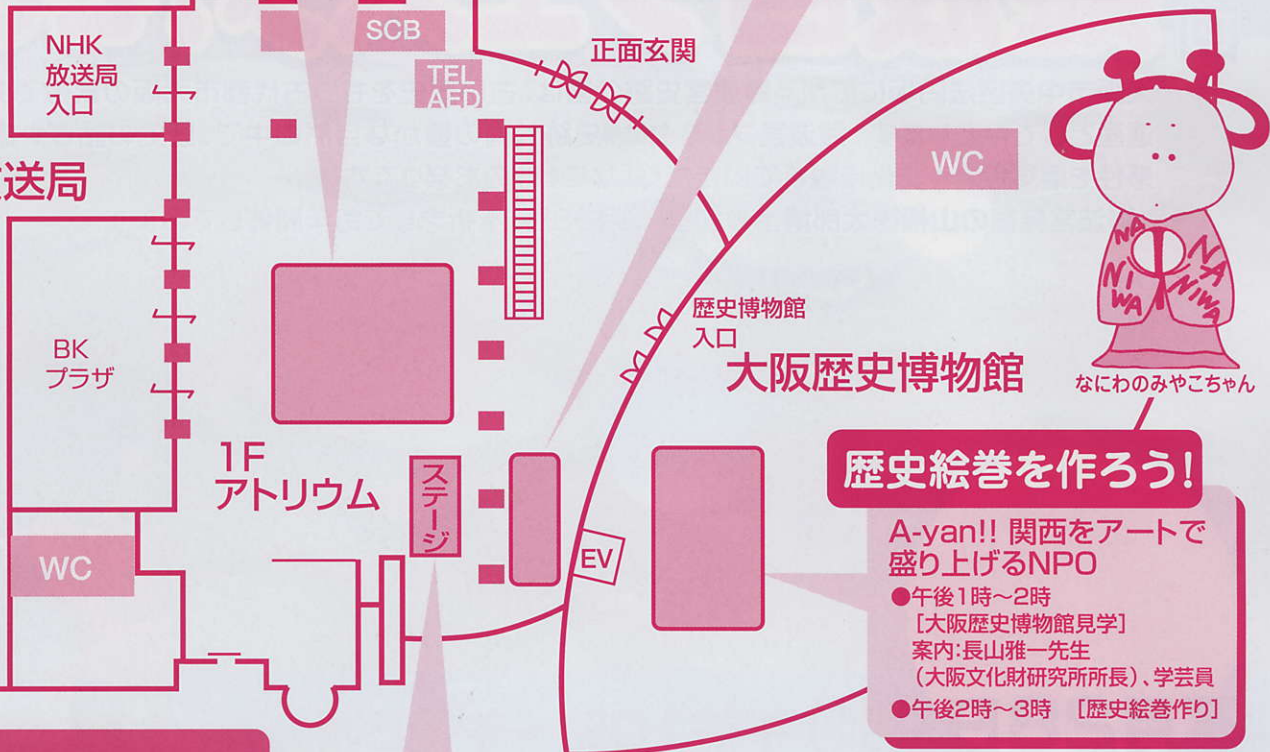 NHK
放送局
入口
SCB
TEL
AED
正面玄関
WC
送局
BK
プラザ
歴史博物館
入口
大阪歴史博物館
NA
NI
WA
NA
NIWA
なにわのみやこちゃん
1F
アトリウム
ステージ
EV
WC
歴史絵巻を作ろう!
A-yan!! 関西をアートで
盛り上げるNPO
●午後1時～2時
[大阪歴史博物館見学]
案内:長山雅一先生
(大阪文化財研究所所長)、学芸員
●午後2時～3時 [歴史絵巻作り]